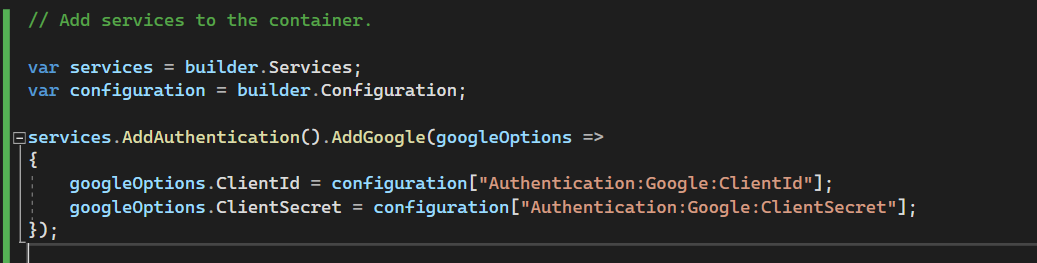 // Add services to the container.
var services = builder.Services;
var configuration = builder.Configuration;
services.AddAuthentication().AddGoogle(googleOptions =>
{
googleOptions.ClientId = configuration["Authentication:Google:ClientId"];
googleOptions.ClientSecret = configuration["Authentication:Google:ClientSecret"];
});